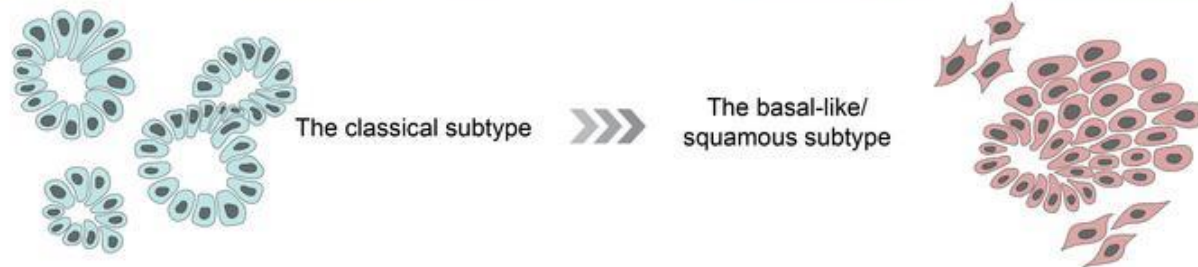 The classical subtype
The basal-like/
squamous subtype